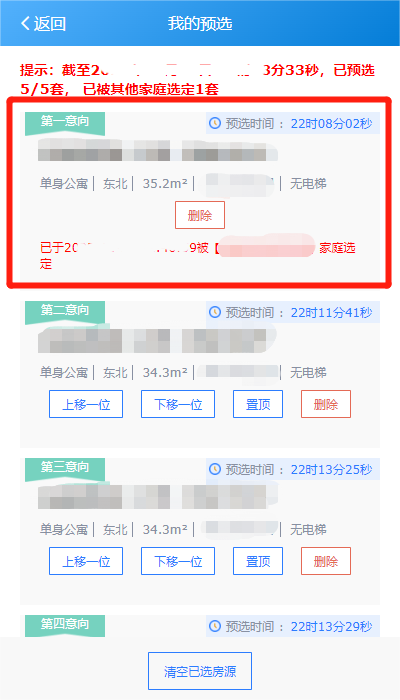 返回
我的预选
提示：截至20 3分33秒，已预选
5/5套， 已被其他家庭选定1套
第一意向
预选时间 ： 22时08分02秒
单身公寓 东北 35.2m² 无电梯
删除
已于20 9被【 家庭选
定
第二意向
预选时间 ： 22时11分41秒
单身公寓 东北 34.3m² 无电梯
上移一位 下移一位 置顶 删除
第三意向
预选时间 ： 22时13分25秒
单身公寓 东北 34.3m² 无电梯
上移一位 下移一位 置顶 删除
第四意向
预选时间 ： 22时13分29秒
清空已选房源